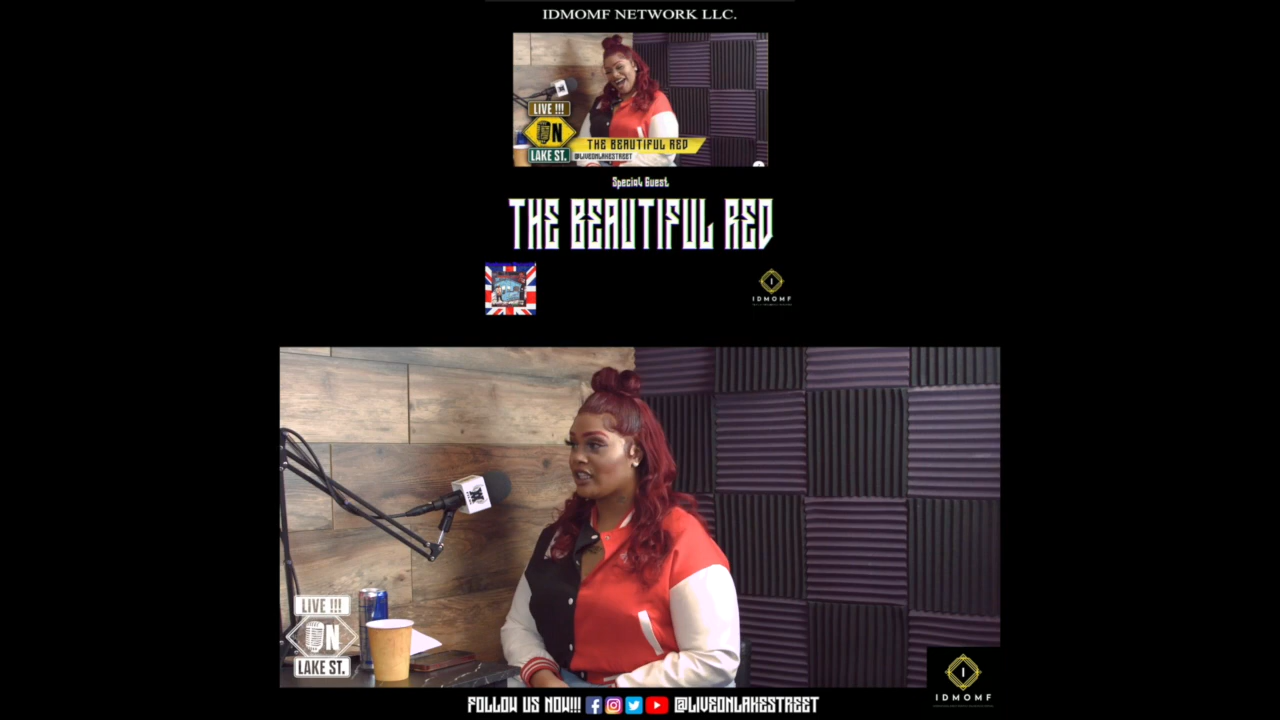 IDMOMF NETWORK LLC.
LIVE !!!
ON
LAKE ST.
THE BEAUTIFUL RED
@LIVEONLAKESTREET
Special Guest
THE BEAUTIFUL RED
IDMOMF
LIVE !!!
ON
LAKE ST.
IDMOMF
FOLLOW US NOW!!! @LIVEONLAKESTREET